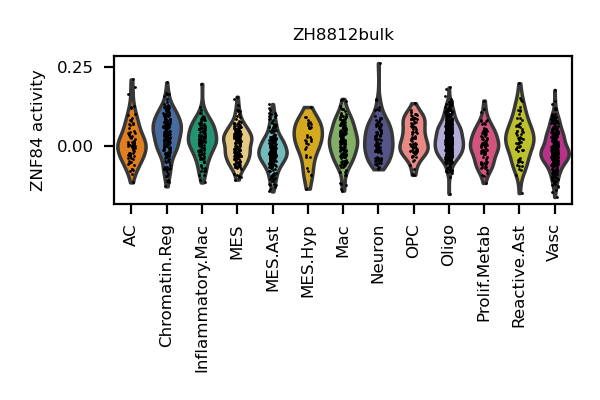 ZH8812bulk
ZNF84 activity
0.25
0.00
AC
Chromatin.Reg
Inflammatory.Mac
MES
MES.Ast
MES.Hyp
Mac
Neuron
OPC
Oligo
Prolif.Metab
Reactive.Ast
Vasc